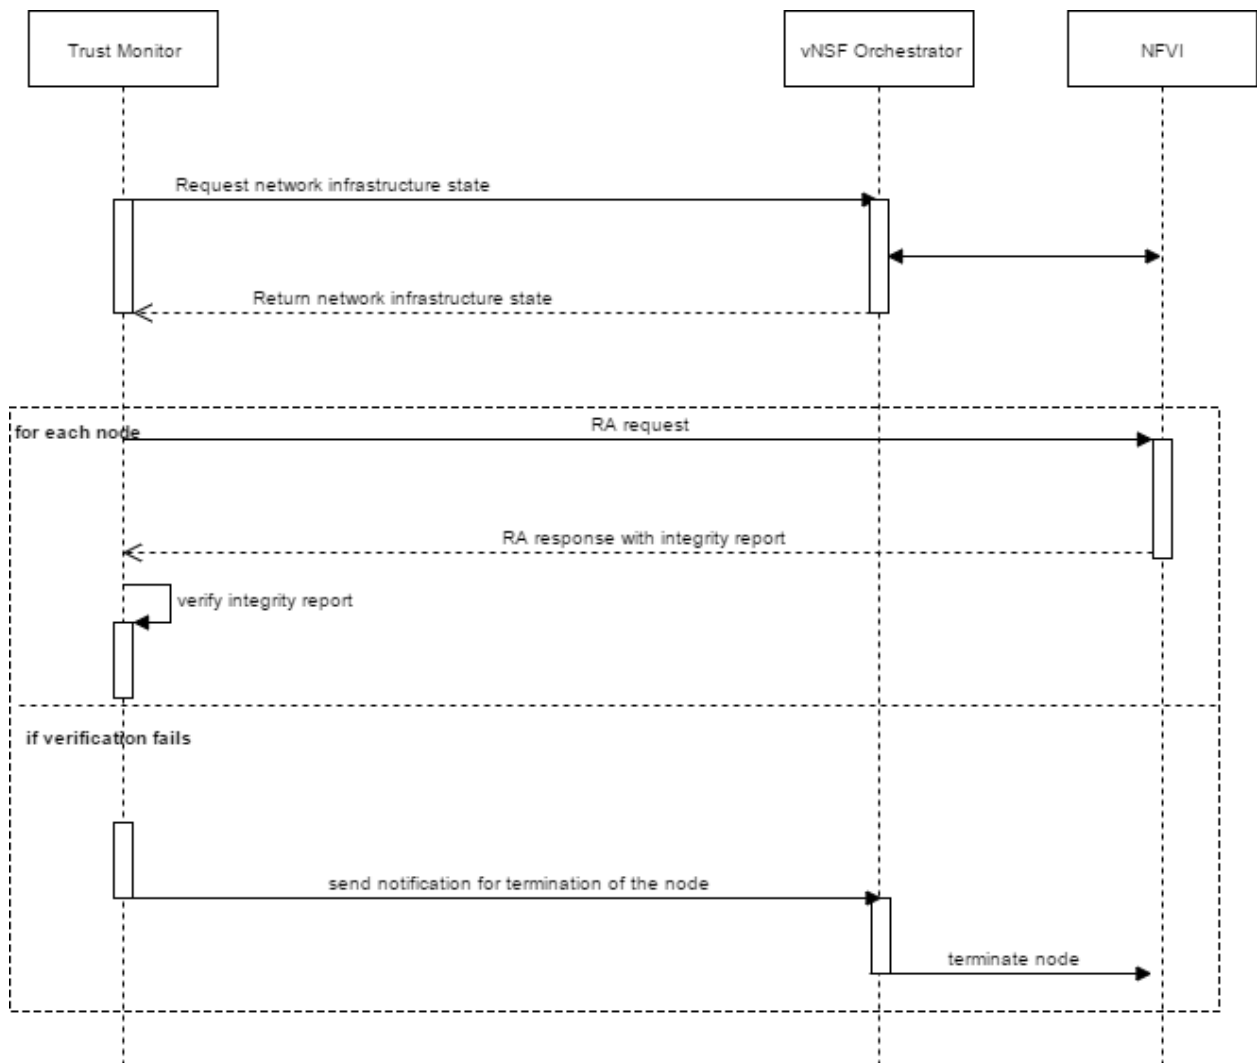 Trust Monitor
vNSF Orchestrator
NFVI
Request network infrastructure state
Return network infrastructure state
for each node
RA request
RA response with integrity report
verify integrity report
if verification fails
send notification for termination of the node
terminate node